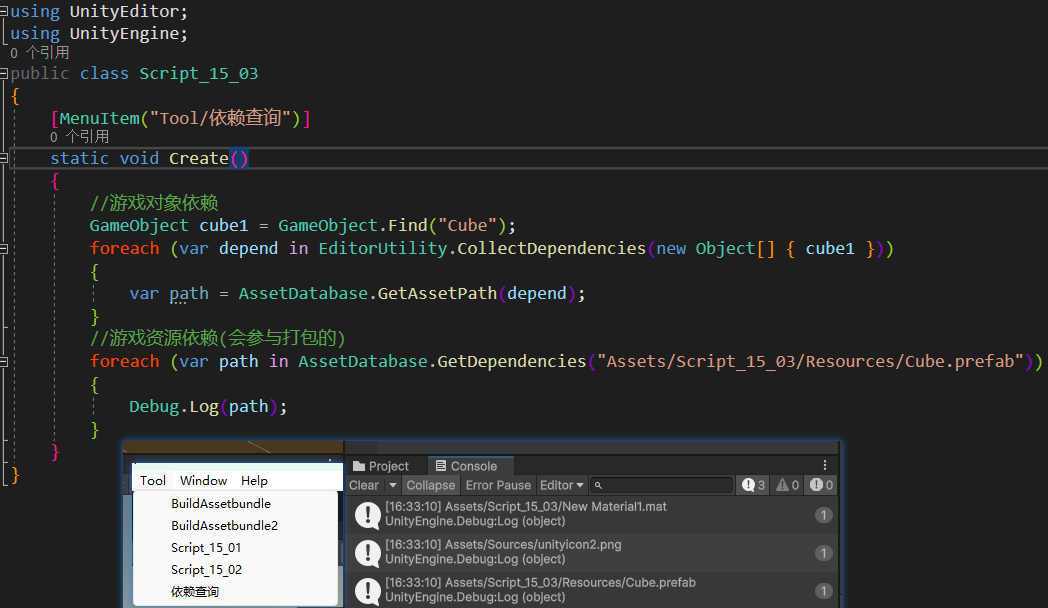 using UnityEditor;
using UnityEngine;
0 个引用
public class Script_15_03
{
[MenuItem("Tool/依赖查询")]
0 个引用
static void Create()
{
//游戏对象依赖
GameObject cube1 = GameObject.Find("Cube");
foreach (var depend in EditorUtility.CollectDependencies(new Object[] { cube1 }))
{
var path = AssetDatabase.GetAssetPath(depend);
}
//游戏资源依赖(会参与打包的)
foreach (var path in AssetDatabase.GetDependencies("Assets/Script_15_03/Resources/Cube.prefab"))
{
Debug.Log(path);
}
}
}
Tool Window Help
BuildAssetbundle
BuildAssetbundle2
Script_15_01
Script_15_02
依赖查询
Project Console
Clear Collapse Error Pause Editor 3 0 0
[16:33:10] Assets/Script_15_03/New Material1.mat
UnityEngine.Debug:Log (object)
1
[16:33:10] Assets/Sources/unityicon2.png
UnityEngine.Debug:Log (object)
1
[16:33:10] Assets/Script_15_03/Resources/Cube.prefab
UnityEngine.Debug:Log (object)
1